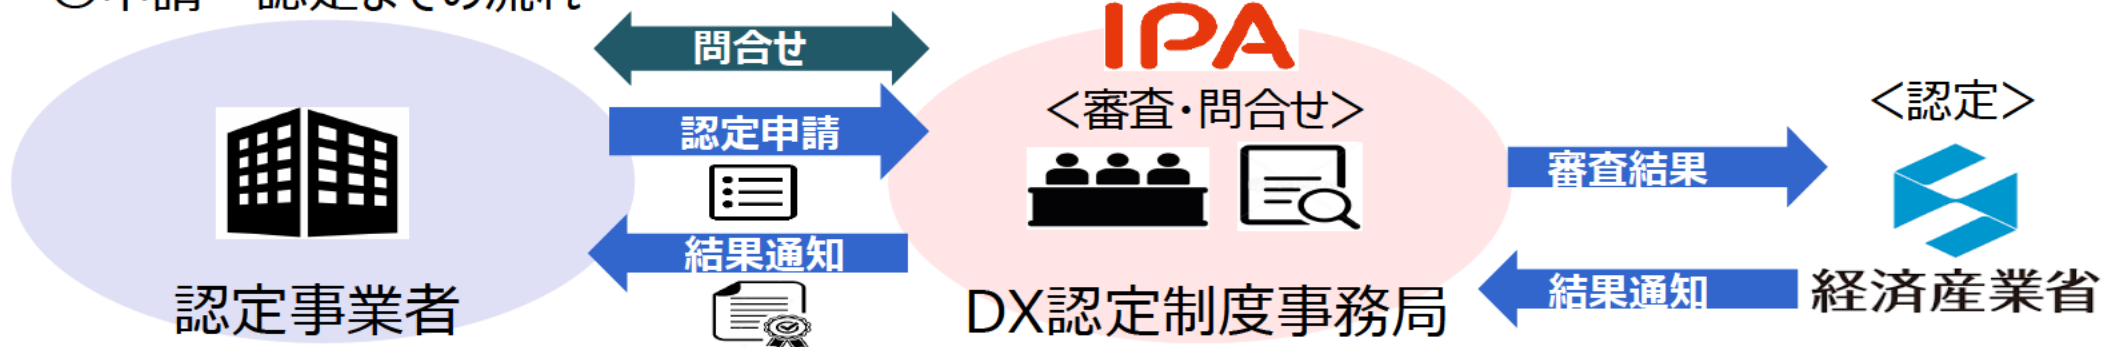 問合せ
IPA
＜審査・問合せ＞
＜認定＞
認定申請
審査結果
結果通知
結果通知
認定事業者
DX認定制度事務局
経済産業省